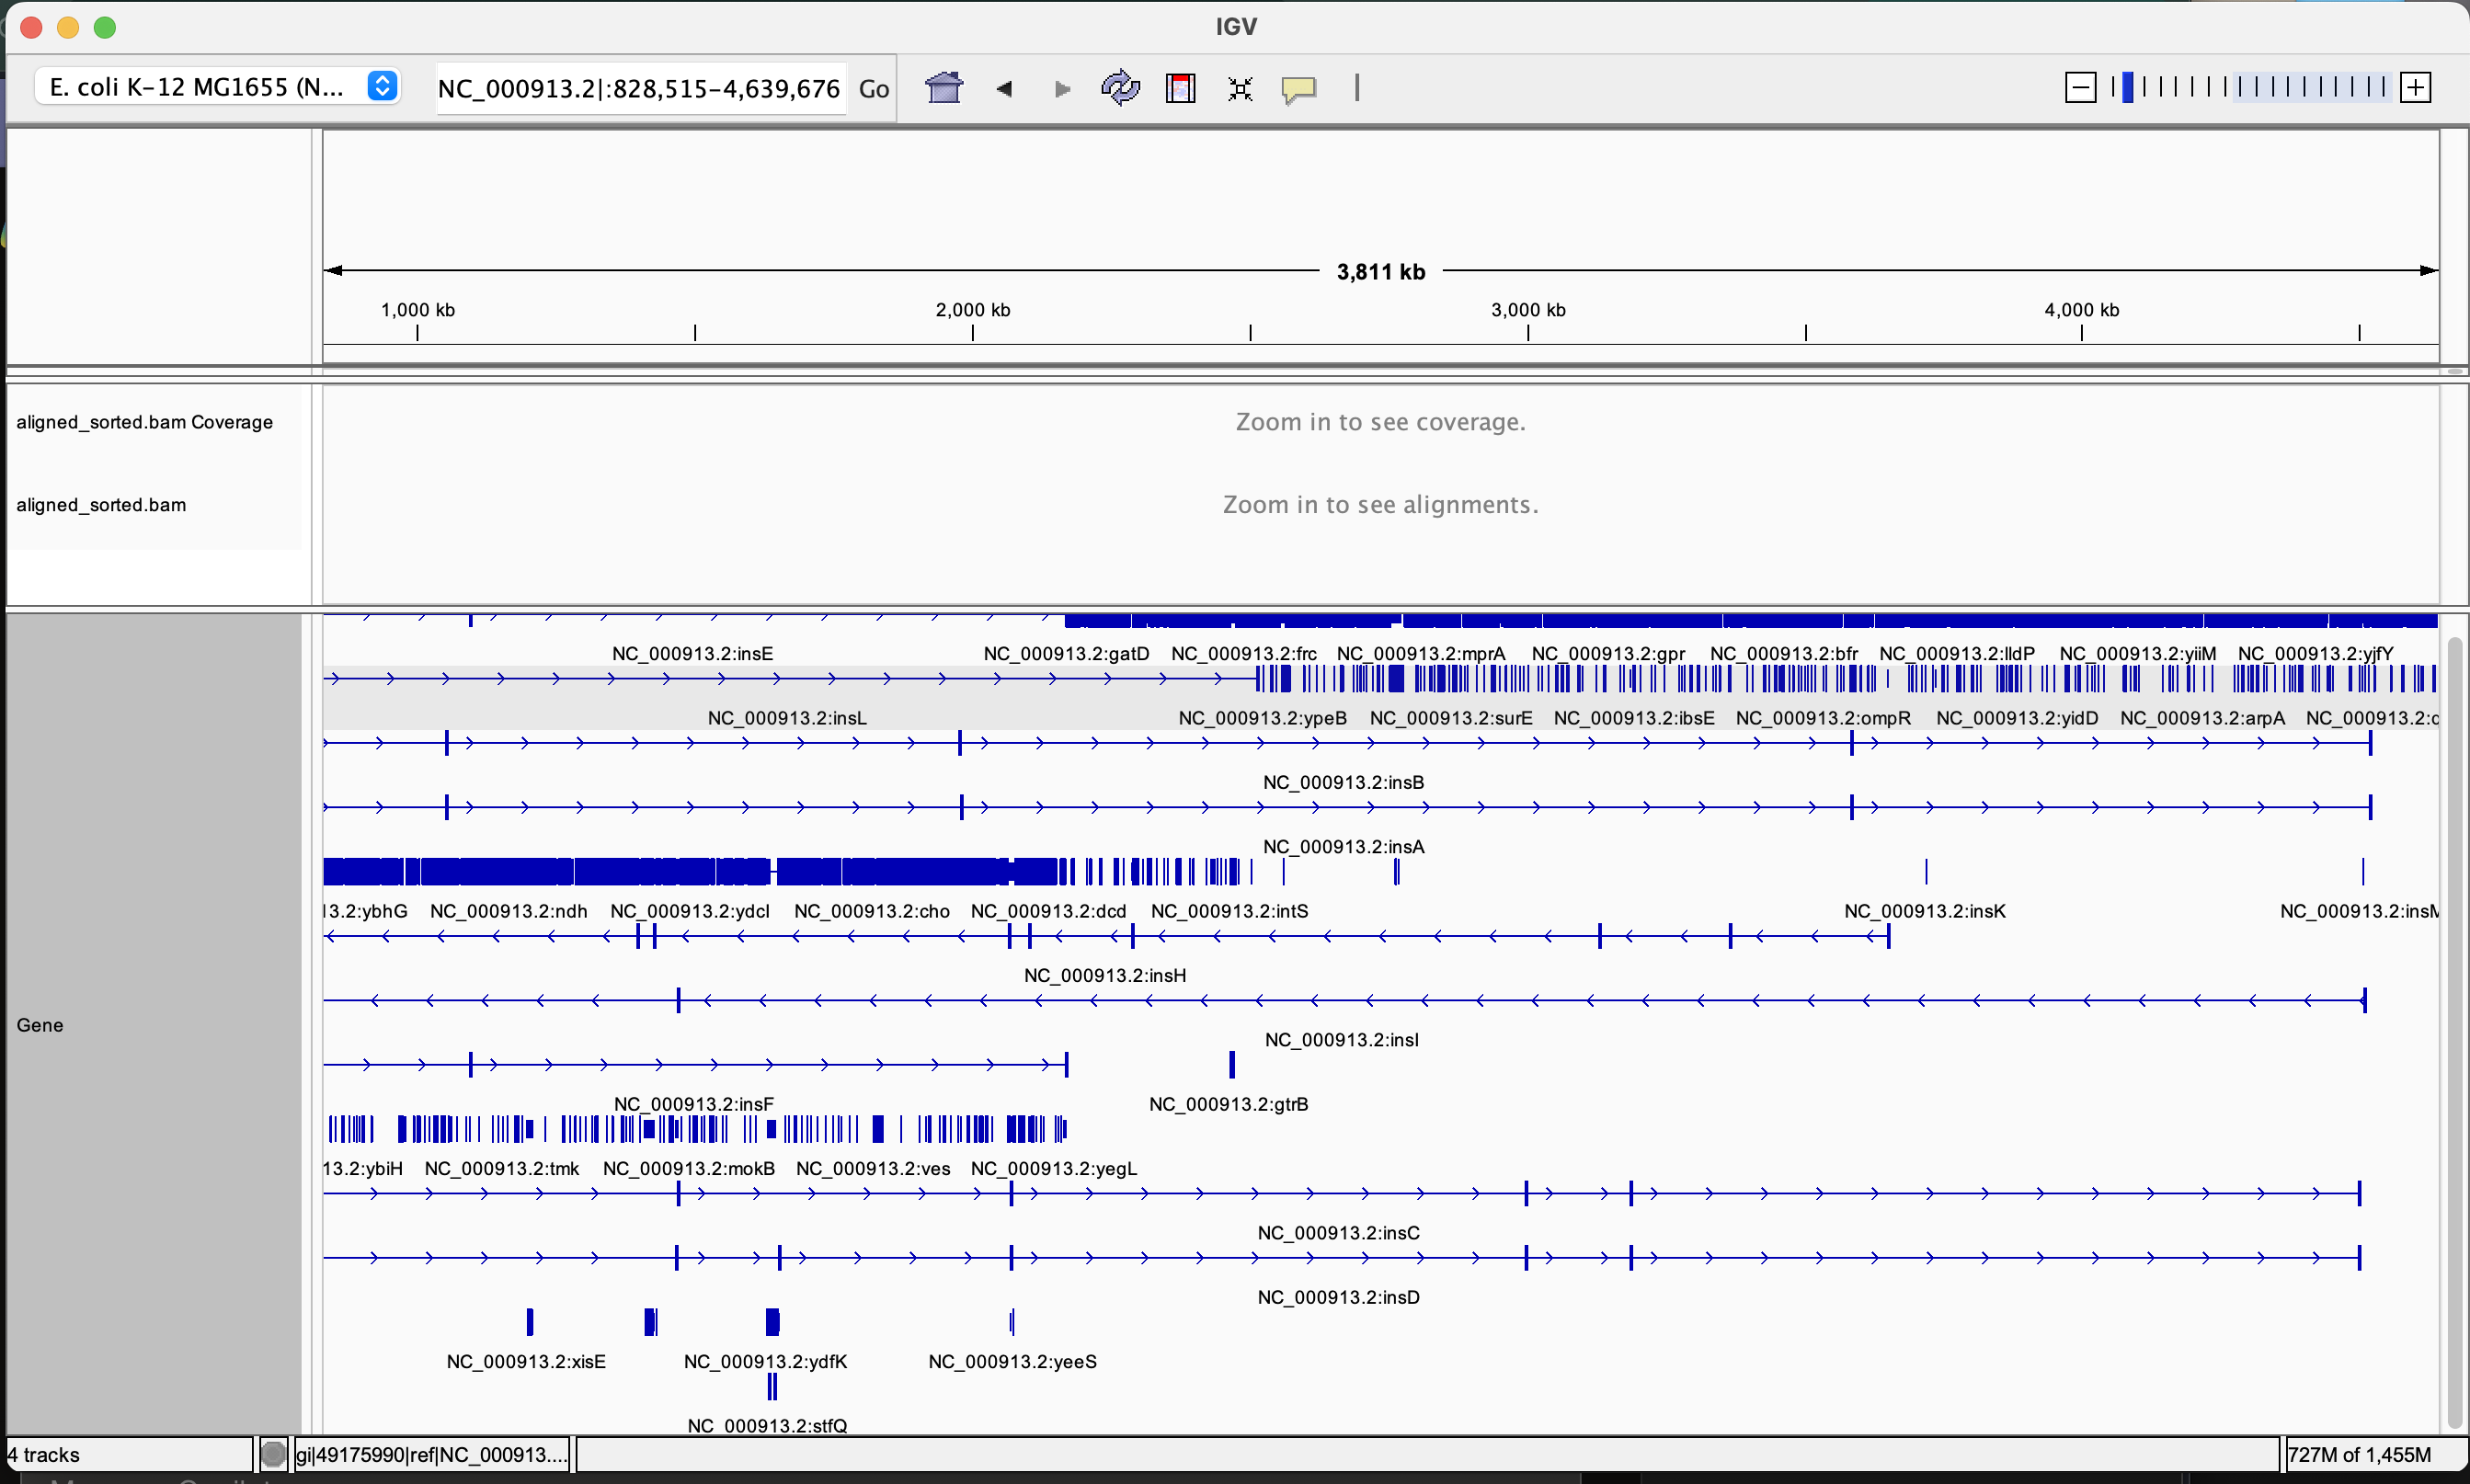 IGV
E. coli K-12 MG1655 (N... NC_000913.2|:828,515-4,639,676 Go
3,811 kb
1,000 kb 2,000 kb 3,000 kb 4,000 kb
aligned_sorted.bam Coverage Zoom in to see coverage.
aligned_sorted.bam Zoom in to see alignments.
NC_000913.2:insE NC_000913.2:gatD NC_000913.2:frc NC_000913.2:mprA NC_000913.2:gpr NC_000913.2:bfr NC_000913.2:lldP NC_000913.2:yiiM NC_000913.2:yjfY
NC_000913.2:insL NC_000913.2:ypeB NC_000913.2:surE NC_000913.2:ibsE NC_000913.2:ompR NC_000913.2:yidD NC_000913.2:arpA NC_000913.2:
NC_000913.2:insB
NC_000913.2:insA
13.2:ybhG NC_000913.2:ndh NC_000913.2:ydcI NC_000913.2:cho NC_000913.2:dcd NC_000913.2:intS NC_000913.2:insK NC_000913.2:insM
NC_000913.2:insH
Gene
NC_000913.2:insI
NC_000913.2:insF NC_000913.2:gtrB
13.2:ybiH NC_000913.2:tmk NC_000913.2:mokB NC_000913.2:ves NC_000913.2:yegL
NC_000913.2:insC
NC_000913.2:insD
NC_000913.2:xisE NC_000913.2:ydfK NC_000913.2:yeeS
NC_000913.2:stfQ
4 tracks gi|49175990|ref|NC_000913.... 727M of 1,455M